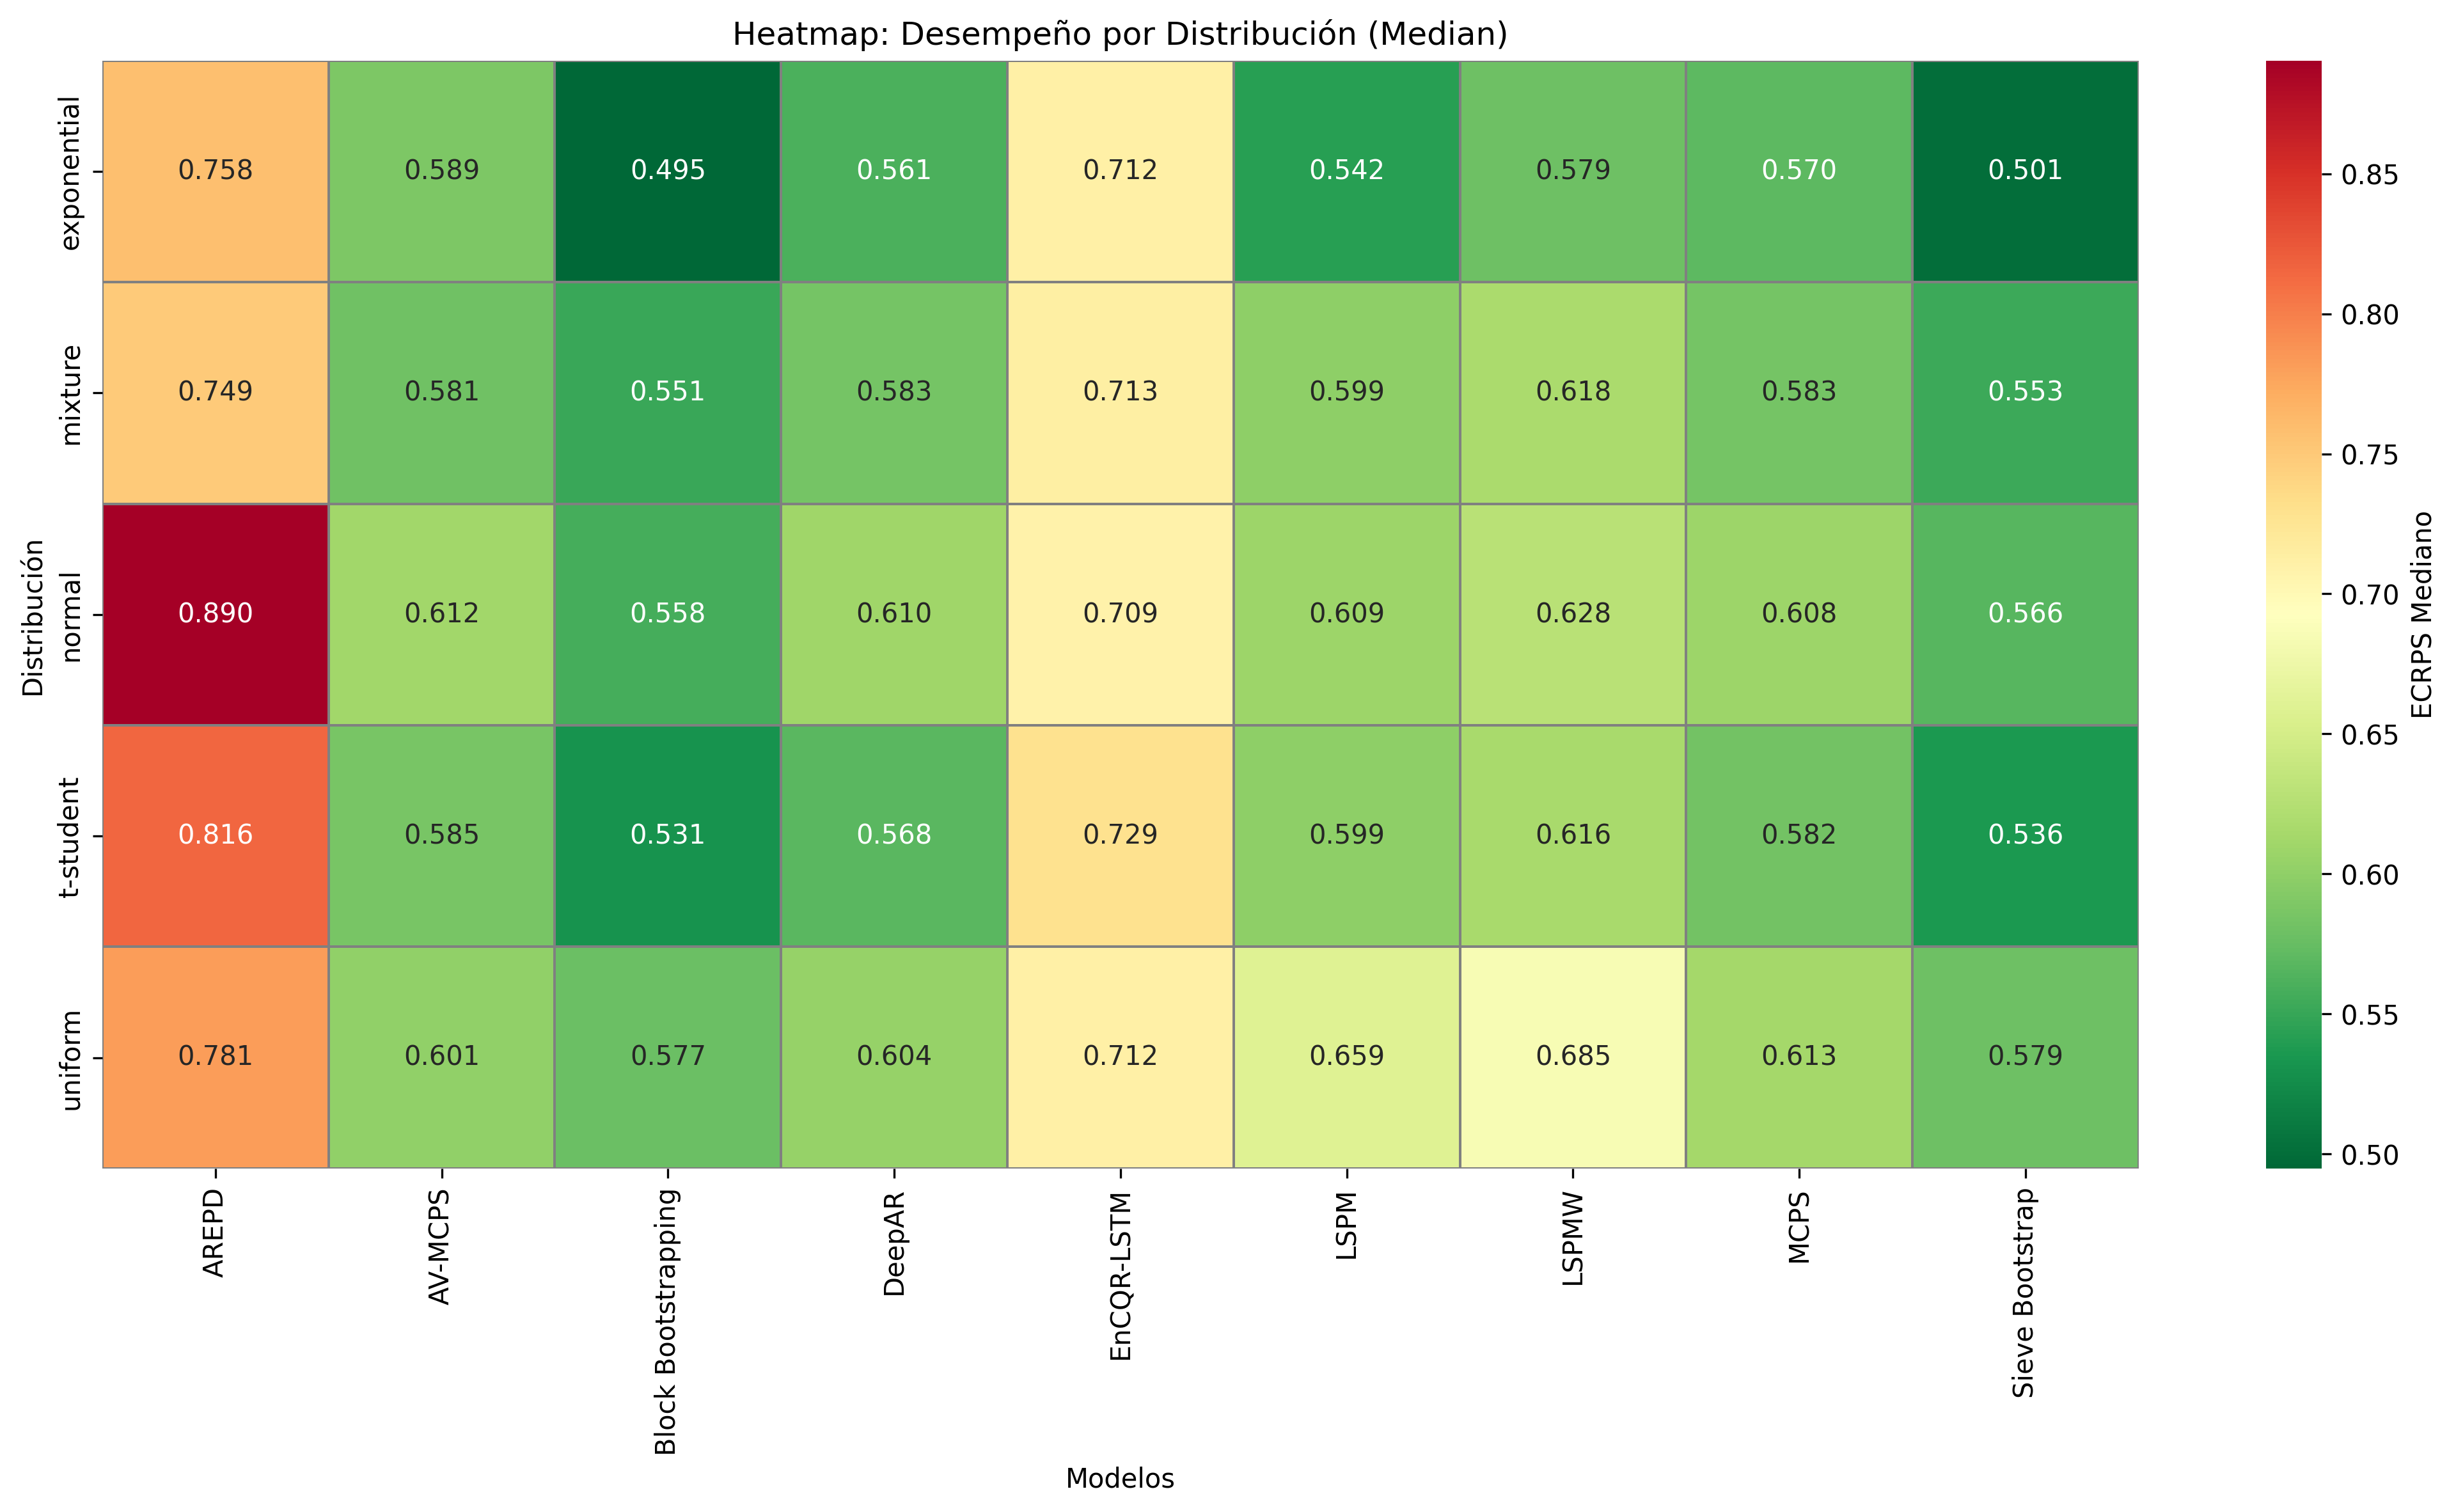 Heatmap: Desempeño por Distribución (Median)
Distribución
exponential 0.758 0.589 0.495 0.561 0.712 0.542 0.579 0.570 0.501
mixture 0.749 0.581 0.551 0.583 0.713 0.599 0.618 0.583 0.553
normal 0.890 0.612 0.558 0.610 0.709 0.609 0.628 0.608 0.566
t-student 0.816 0.585 0.531 0.568 0.729 0.599 0.616 0.582 0.536
uniform 0.781 0.601 0.577 0.604 0.712 0.659 0.685 0.613 0.579
AREPD
AV-MCPS
Block Bootstrapping
DeepAR
EnCQR-LSTM
LSPM
LSPMW
MCPS
Sieve Bootstrap
Modelos
0.85
0.80
0.75
0.70
0.65
0.60
0.55
0.50
ECRPS Mediano